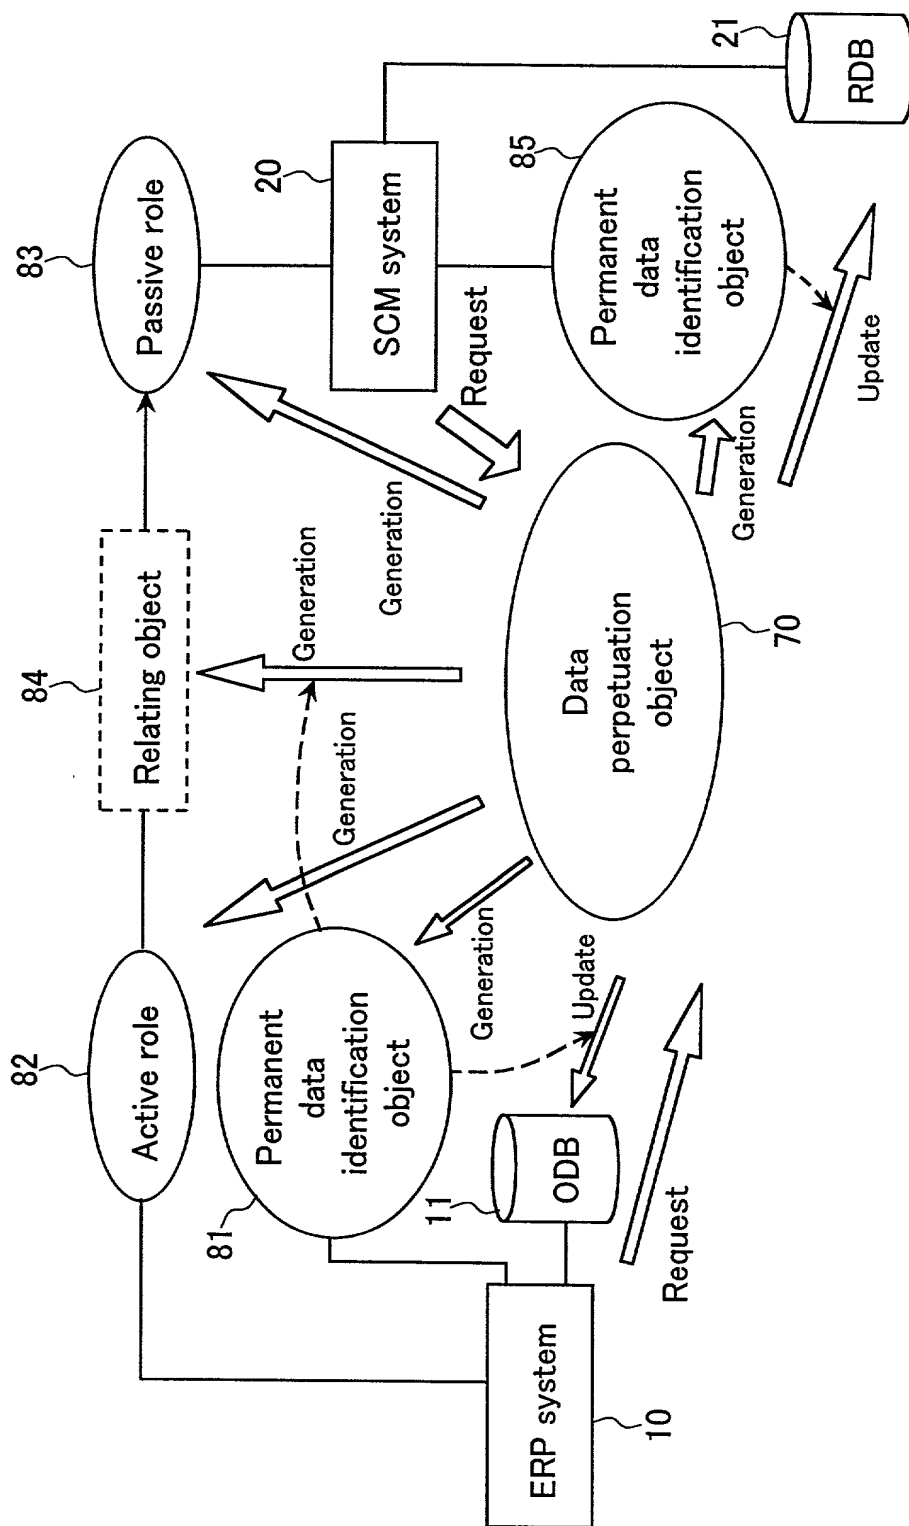 82
Active role
84
Relating object
83
Passive role
81
Permanent
data
identification
object
Generation
Generation
Generation
20
SCM system
Request
Generation
11
ODB
Update
Data
perpetuation
object
70
Generation
85
Permanent
data
identification
object
Update
21
RDB
ERP system
10
Request